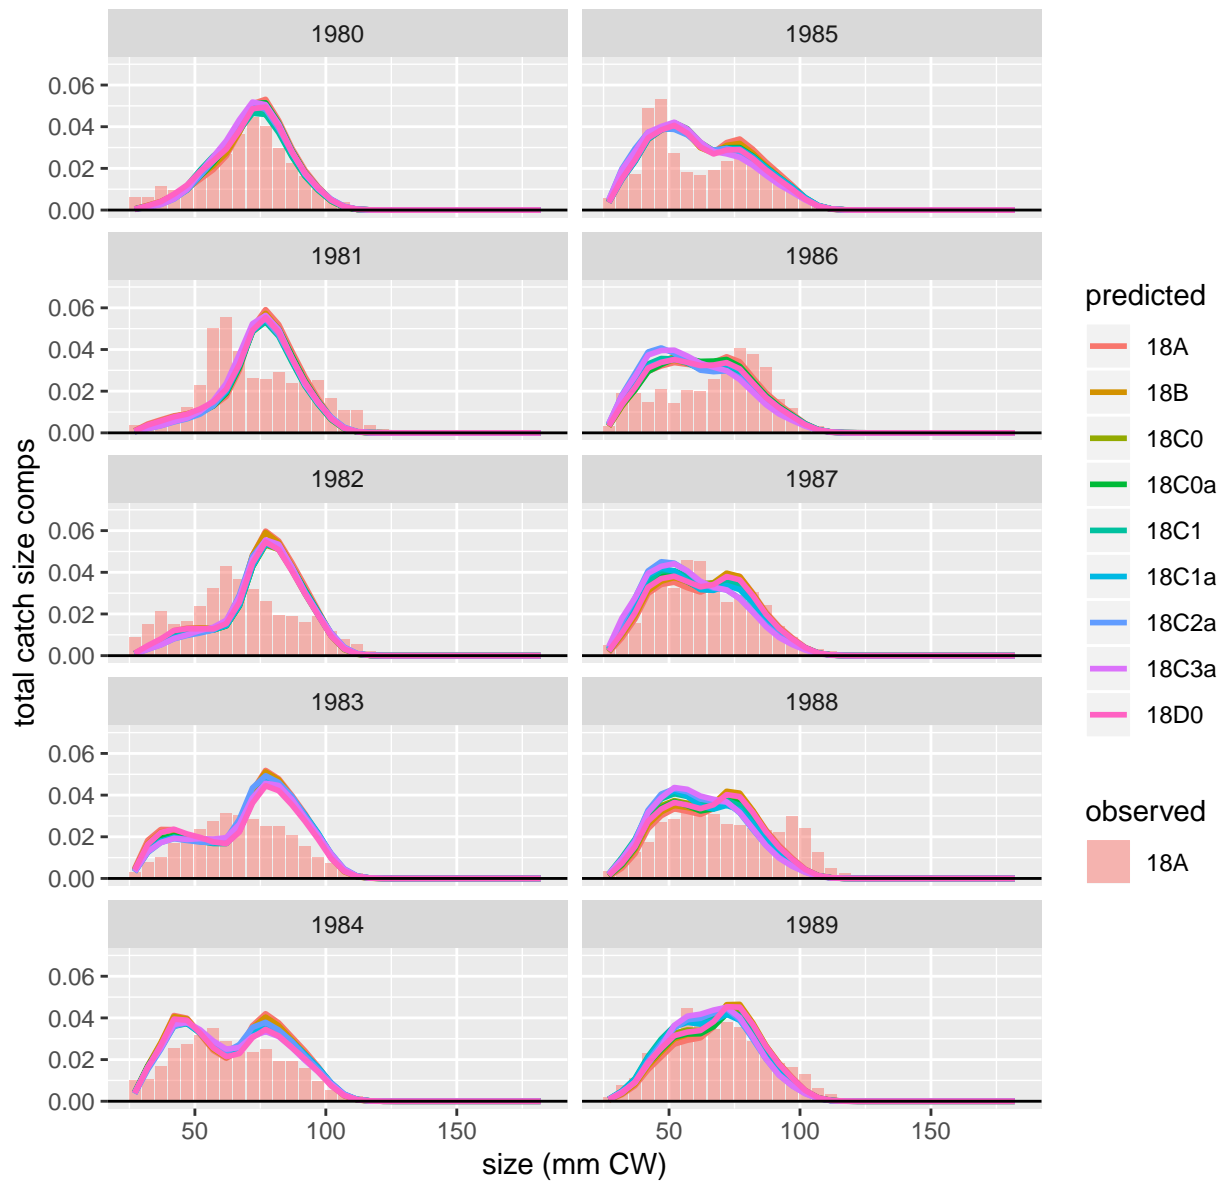 1980
1985
0.06
0.04
0.02
0.00
1981
1986
0.06
0.04
0.02
0.00
1982
1987
0.06
0.04
0.02
0.00
1983
1988
0.06
0.04
0.02
0.00
1984
1989
0.06
0.04
0.02
0.00
50
100
150
50
100
150
size (mm CW)
total catch size comps
predicted
18A
18B
18C0
18C0a
18C1
18C1a
18C2a
18C3a
18D0
observed
18A